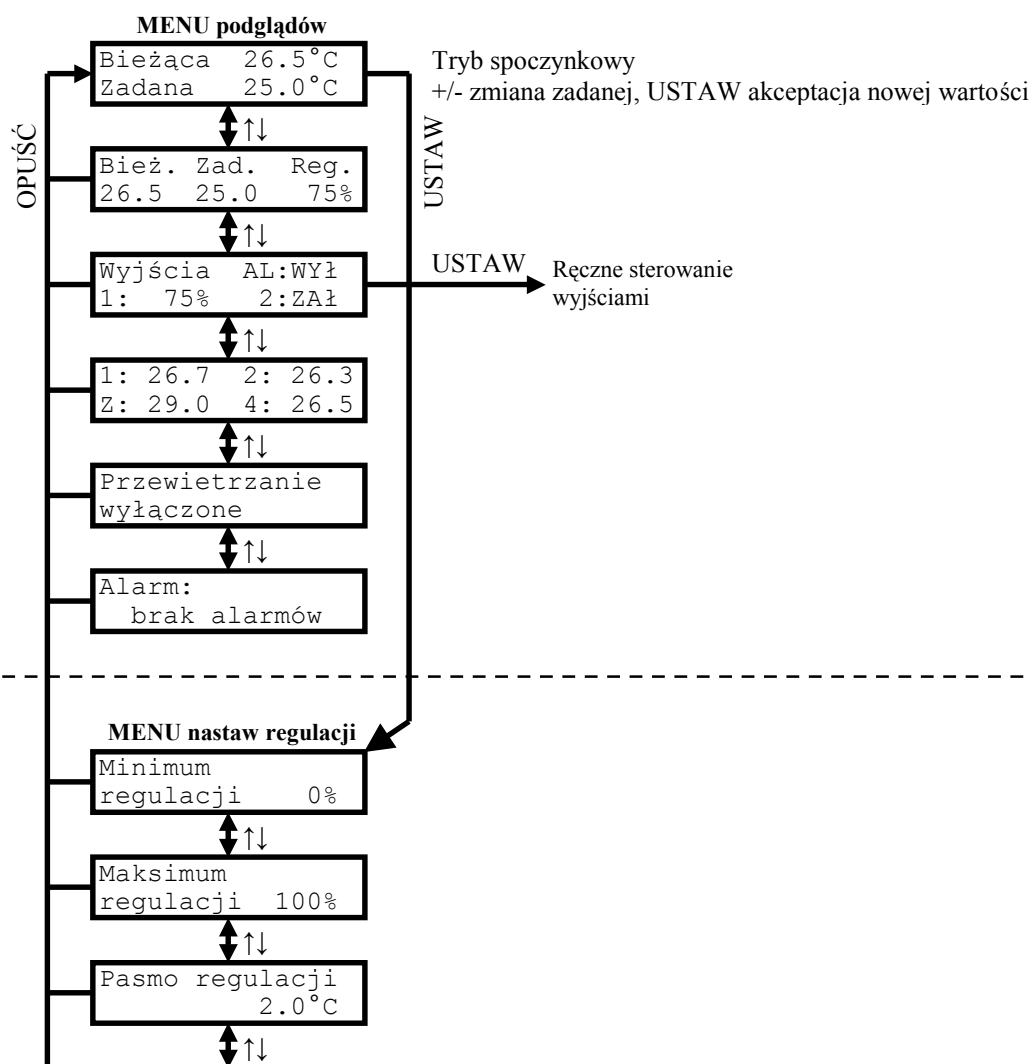 MENU podglądów
Bieżąca 26.5°C
Zadana 25.0°C
Tryb spoczynkowy
+/- zmiana zadanej, USTAW akceptacja nowej wartości
↑↓
OPUŚĆ
USTAW
Bież. Zad. Reg.
26.5 25.0 75%
↑↓
Wyjścia AL:WYł
1: 75% 2:ZAł
USTAW
Ręczne sterowanie
wyjściami
↑↓
1: 26.7 2: 26.3
Z: 29.0 4: 26.5
↑↓
Przewietrzanie
wyłączone
↑↓
Alarm:
brak alarmów
MENU nastaw regulacji
Minimum
regulacji 0%
↑↓
Maksimum
regulacji 100%
↑↓
Pasmo regulacji
2.0°C
↑↓